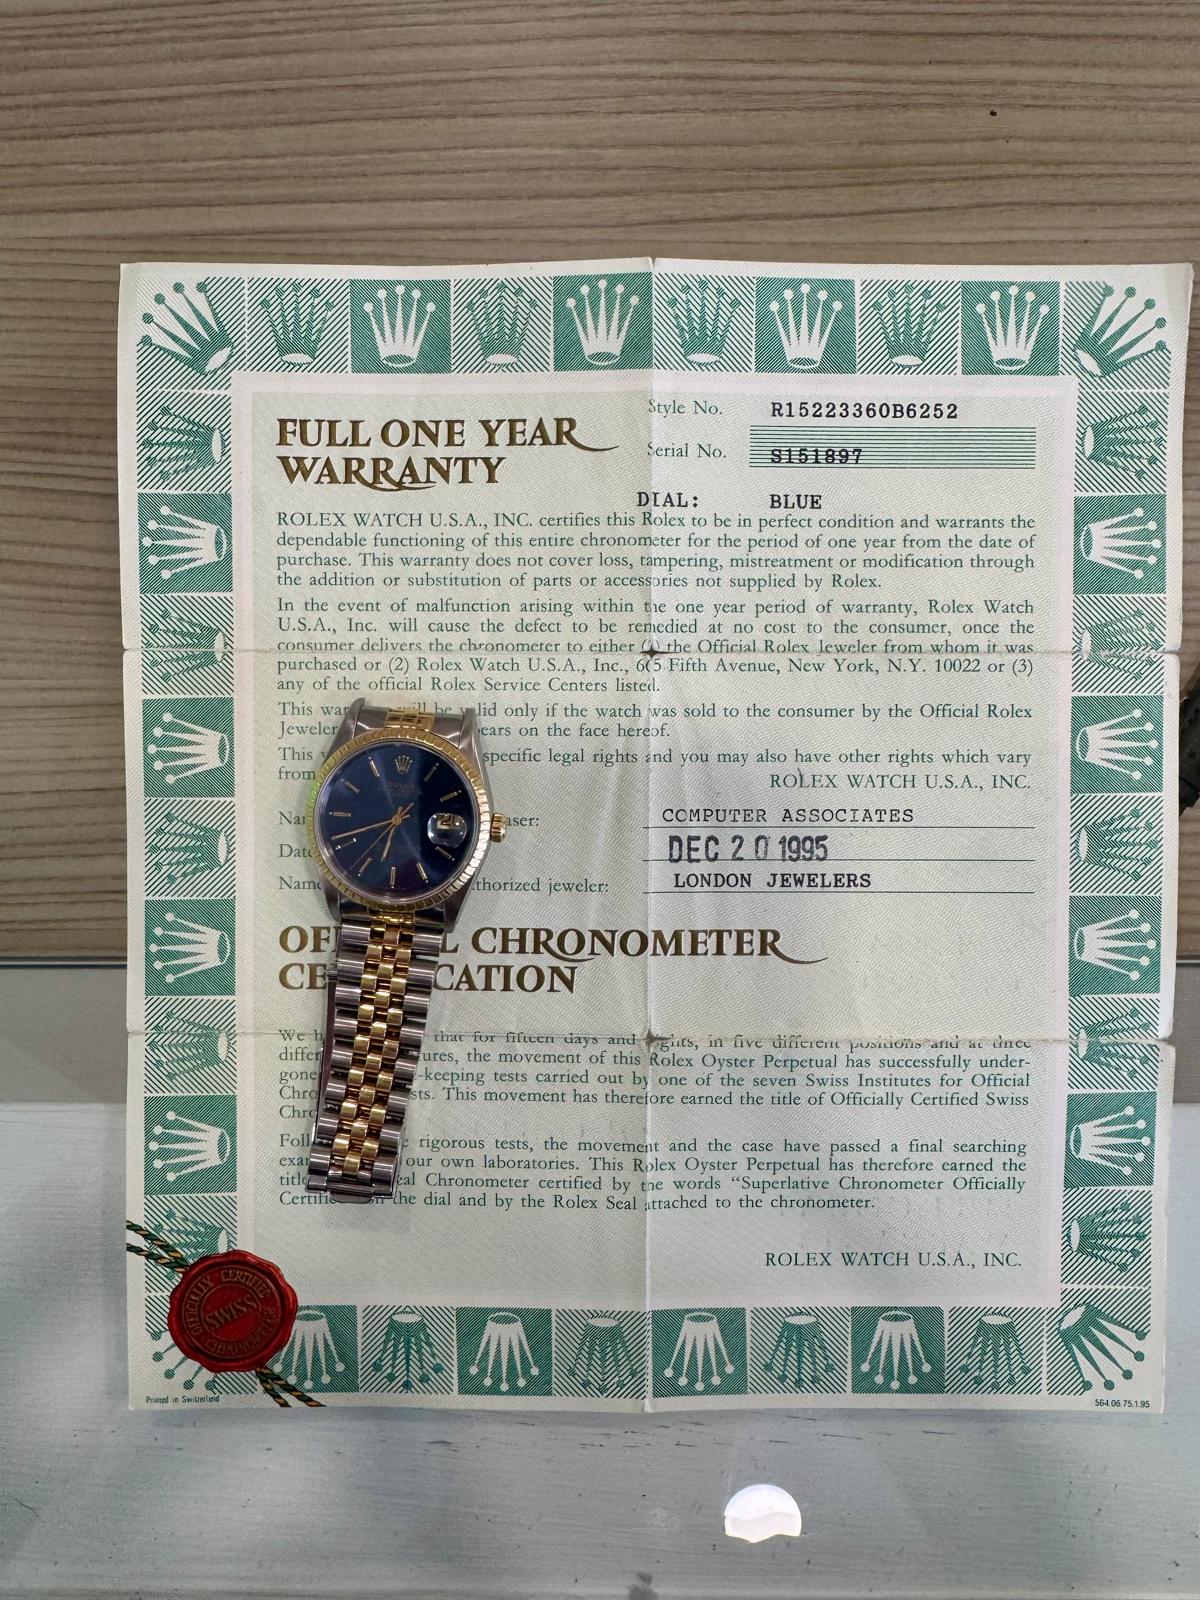 Style No. R15223360B6252
FULL ONE YEAR
WARRANTY
Serial No. S151897
DIAL: BLUE
ROLEX WATCH U.S.A., INC. certifies this Rolex to be in perfect condition and warrants the
dependable functioning of this entire chronometer for the period of one year from the date of
purchase. This warranty does not cover loss, tampering, mistreatment or modification through
the addition or substitution of parts or accessories not supplied by Rolex.
In the event of malfunction arising within the one year period of warranty, Rolex Watch
U.S.A., Inc. will cause the defect to be remedied at no cost to the consumer, once the
consumer delivers the chronometer to either (1) the Official Rolex Jeweler from whom it was
purchased or (2) Rolex Watch U.S.A., Inc., 665 Fifth Avenue, New York, N.Y. 10022 or (3)
any of the official Rolex Service Centers listed.
This will be valid only if the watch was sold to the consumer by the Official Rolex
Jeweler on the face hereof.
This specific legal rights and you may also have other rights which vary
from
ROLEX WATCH U.S.A., INC.
COMPUTER ASSOCIATES
DEC 20 1995
jeweler: LONDON JEWELERS
CHRONOMETER
We that for fifteen days and nights, in five different positions and at three
the movement of this Rolex Oyster Perpetual has successfully under-
gone tests carried out by one of the seven Swiss Institutes for Official
This movement has therefore earned the title of Officially Certified Swiss
rigorous tests, the movement and the case have passed a final searching
our own laboratories. This Rolex Oyster Perpetual has therefore earned the
Chronometer certified by the words “Superlative Chronometer Officially
the dial and by the Rolex Seal attached to the chronometer.
ROLEX WATCH U.S.A., INC.
OFFICIALLY CERTIFIED
SWISS
CHRONOMETER
Printed in Switzerland
564.06.75.1.95